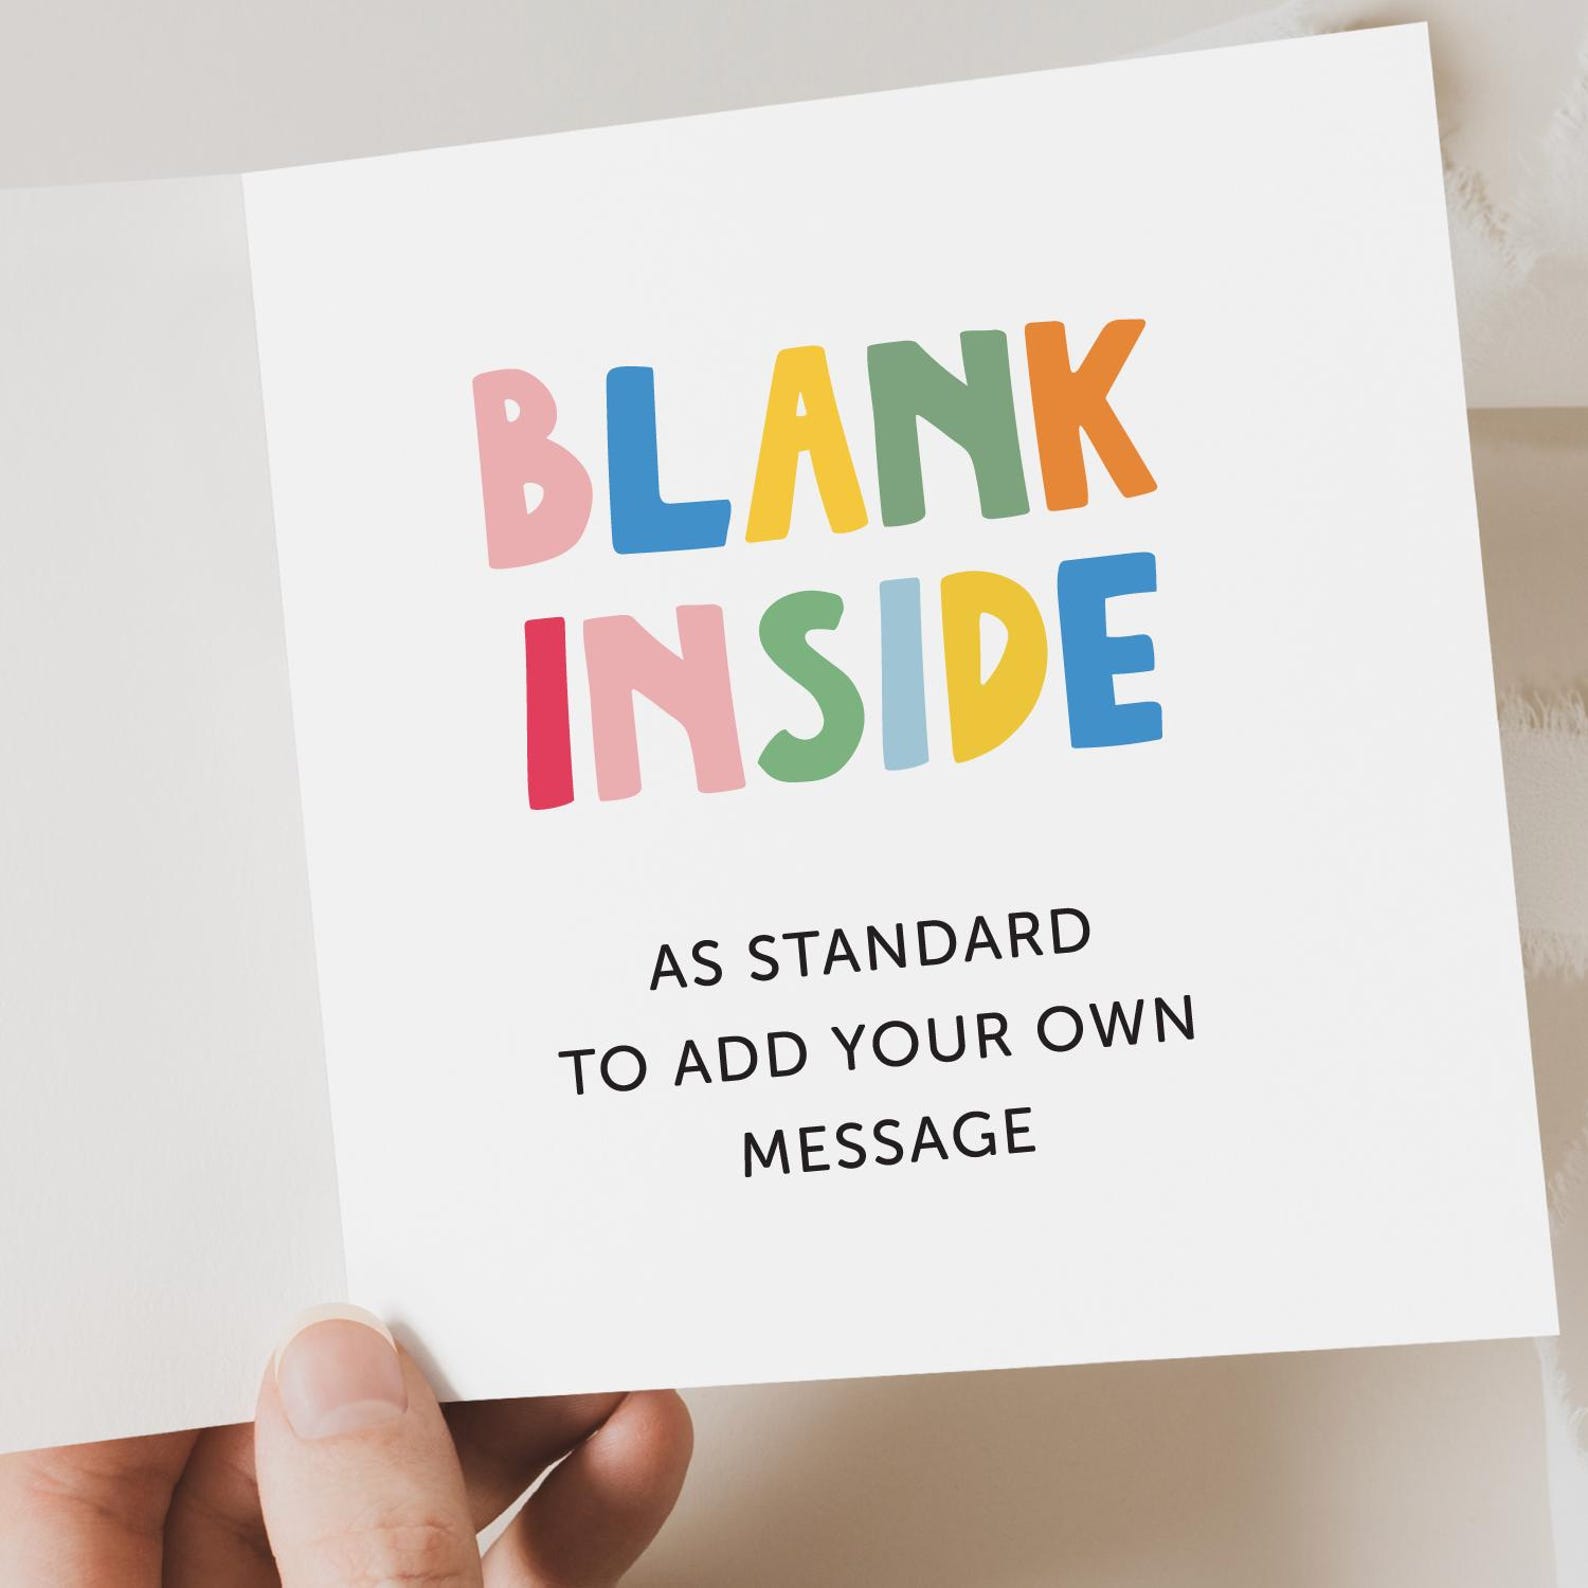 BLANK
INSIDE
AS STANDARD
TO ADD YOUR OWN
MESSAGE